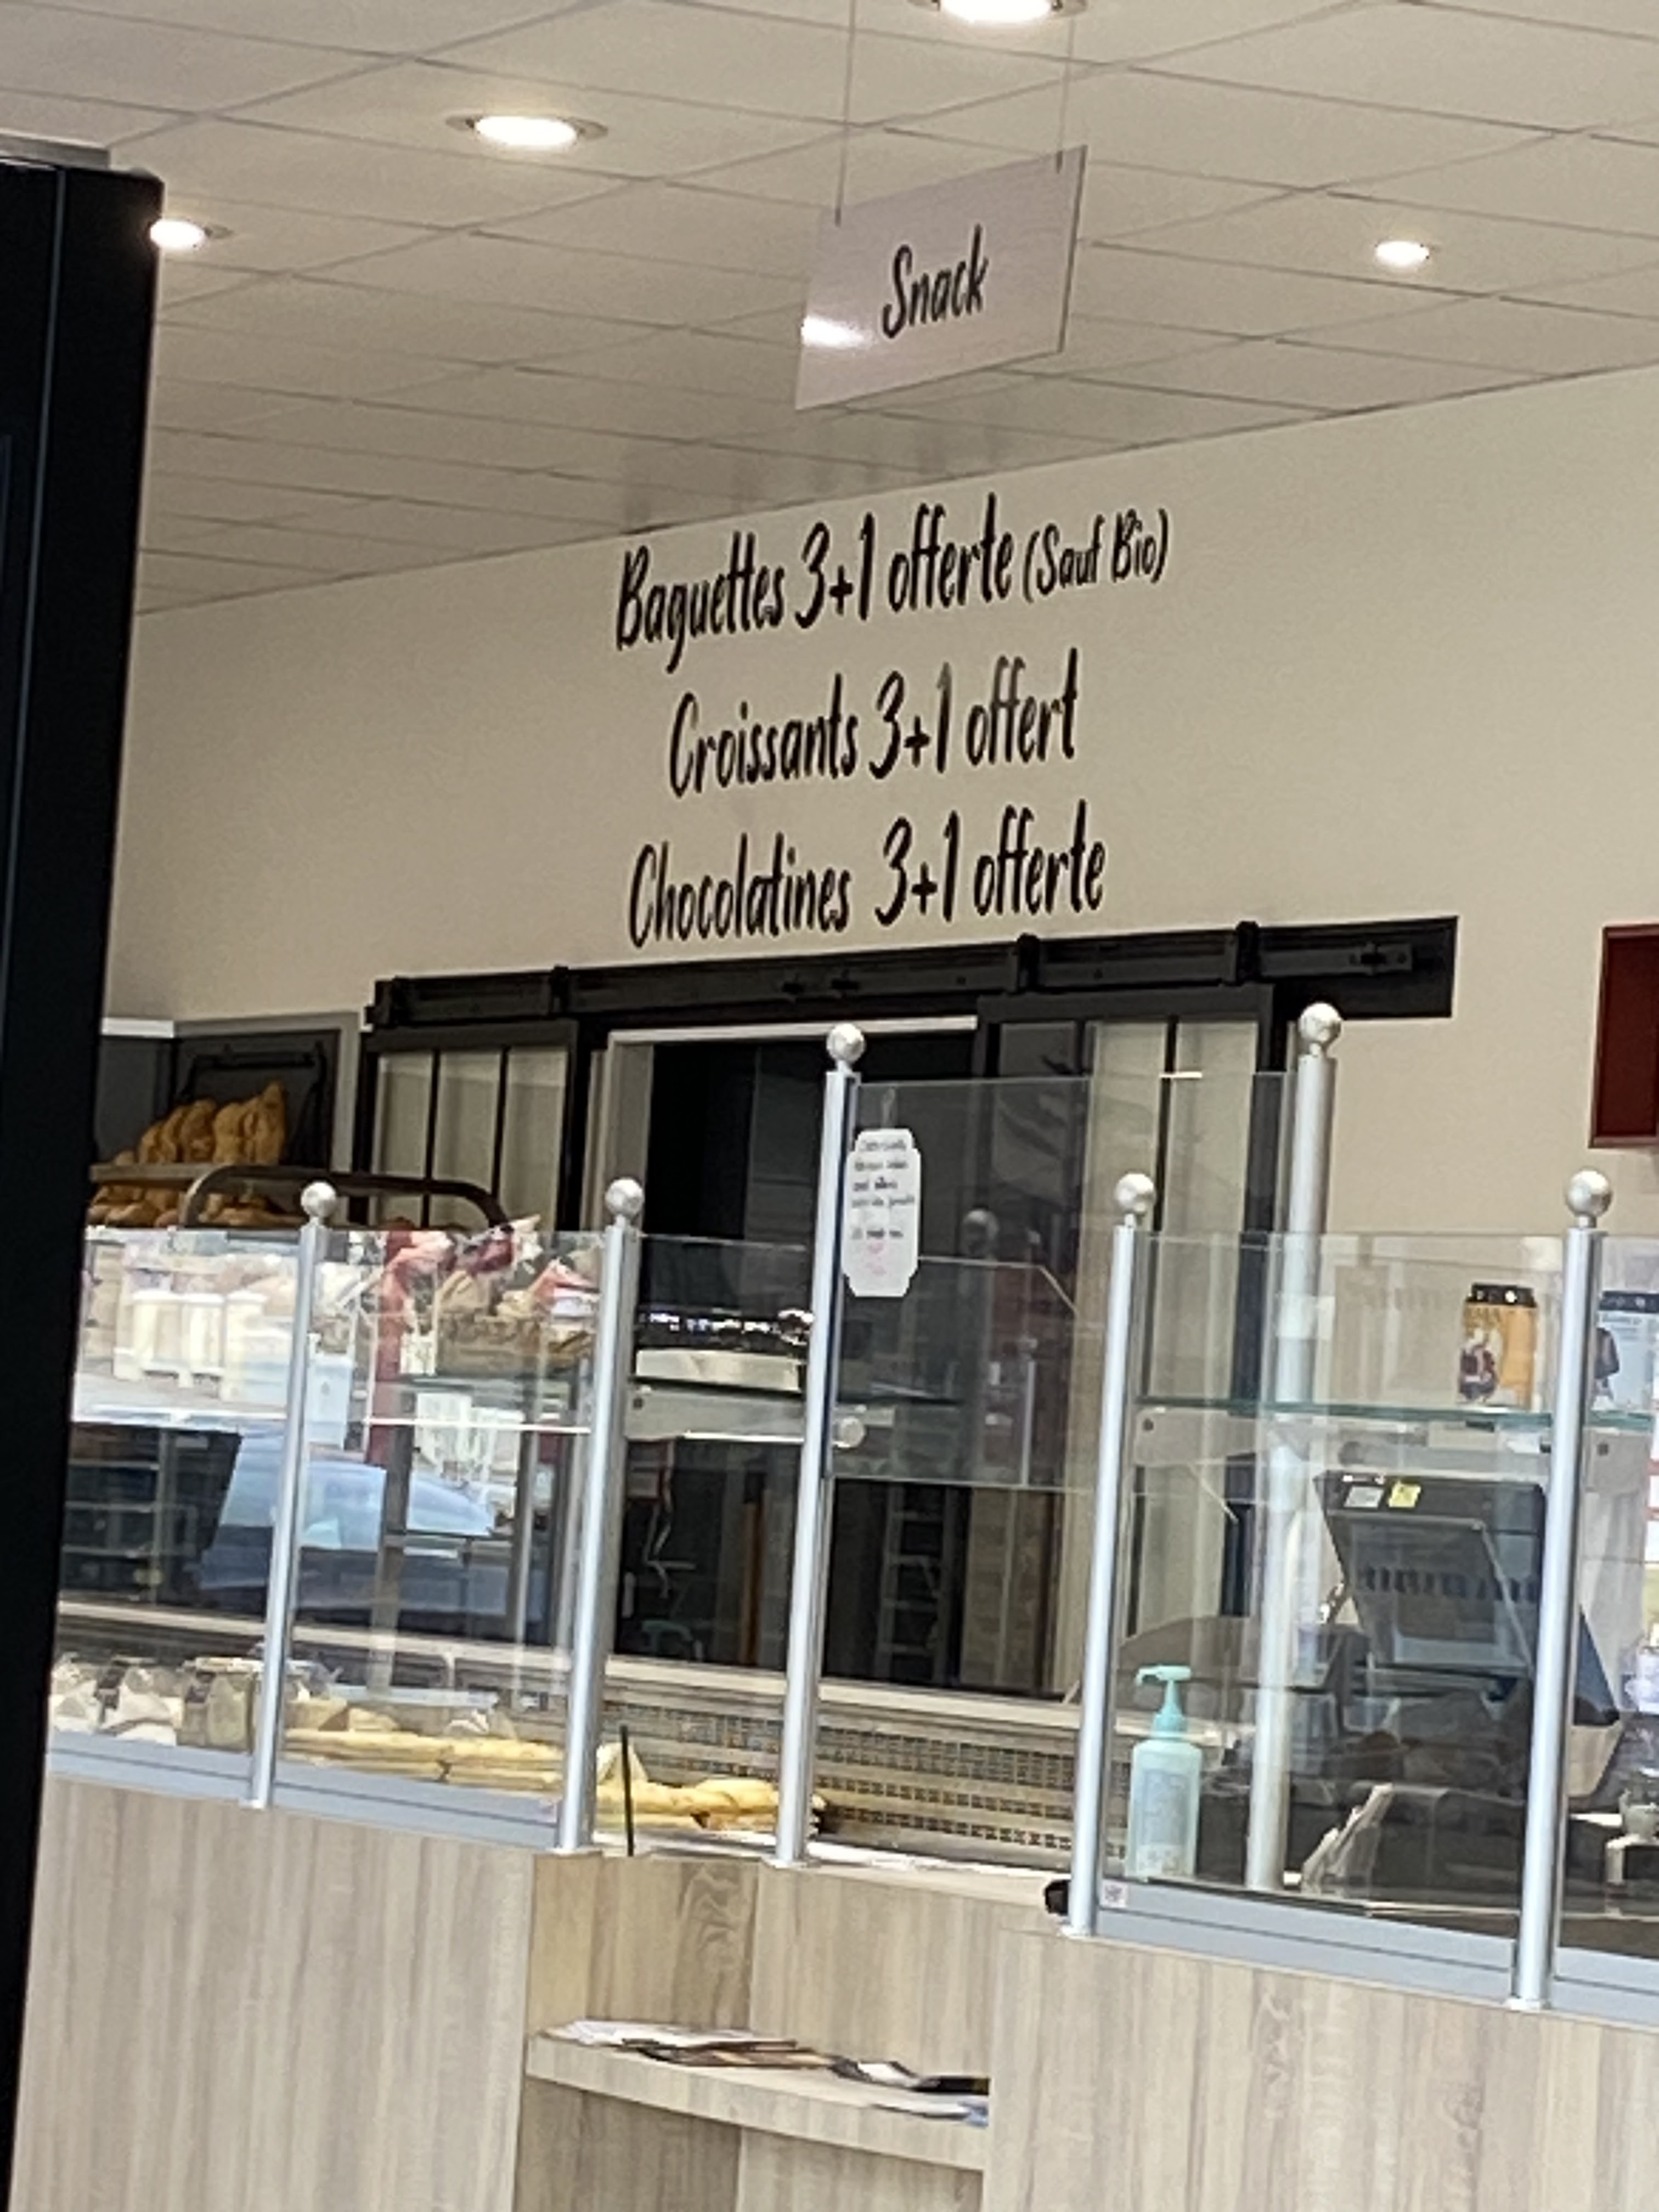 Snack
Baguettes 3+1 offerte (Sauf Bio)
Croissants 3+1 offert
Chocolatines 3+1 offerte